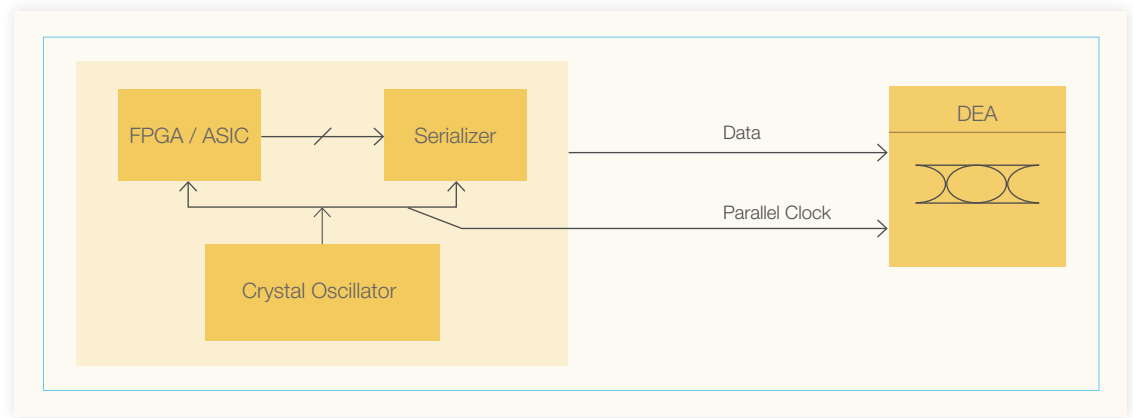 FPGA / ASIC
Serializer
Crystal Oscillator
Data
Parallel Clock
DEA